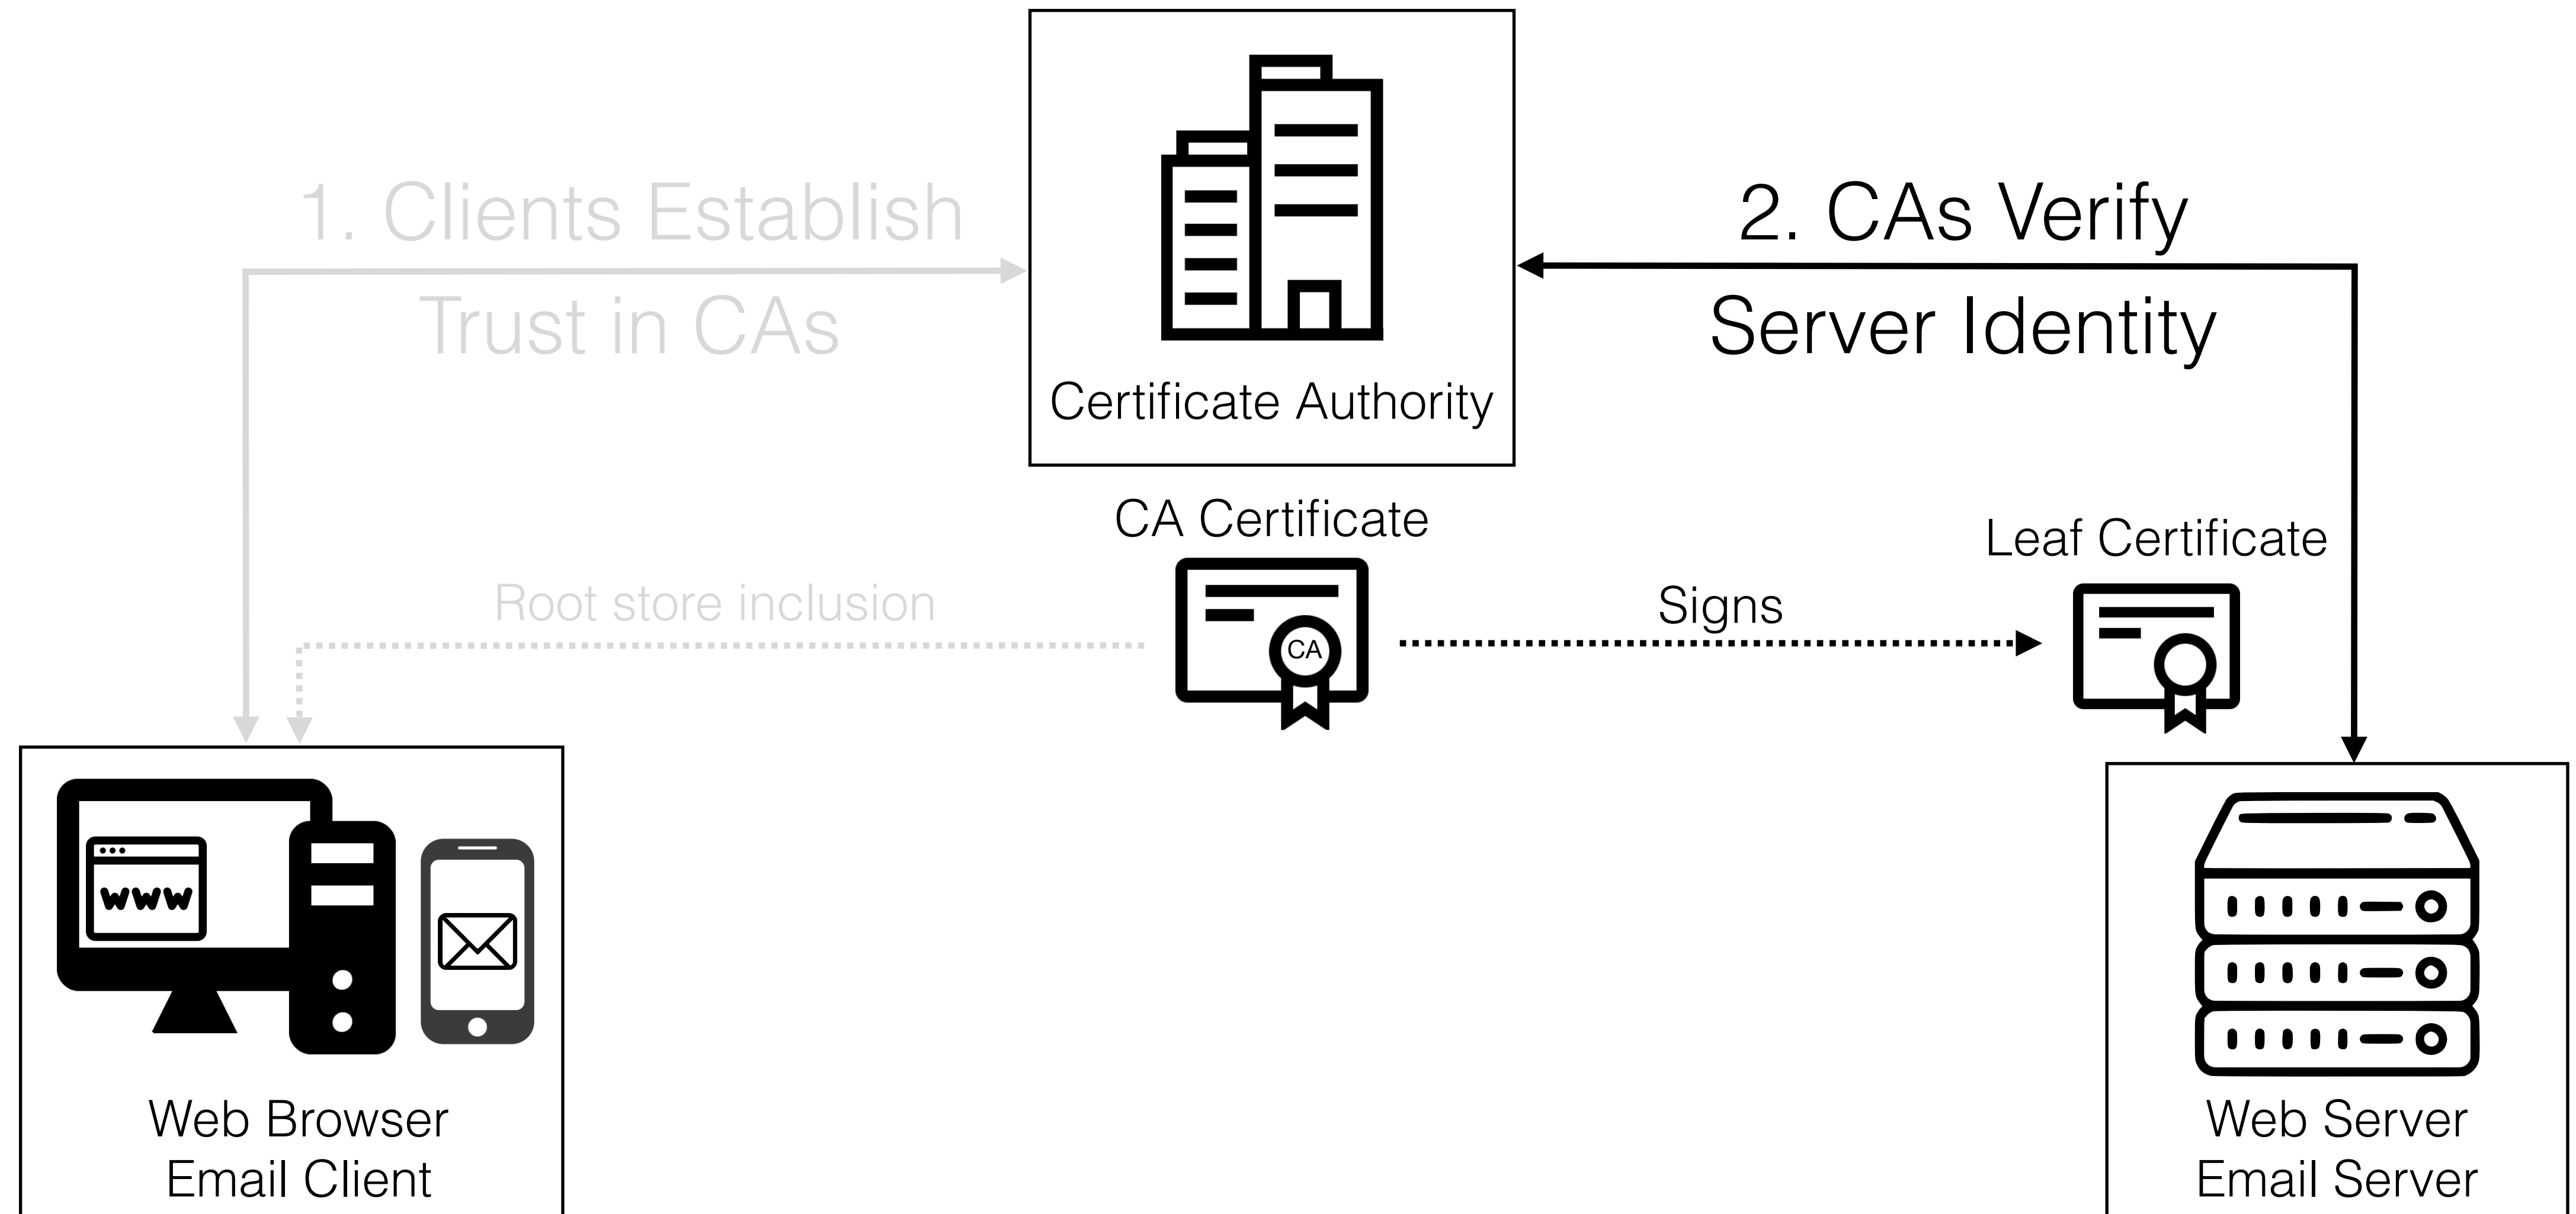 1. Clients Establish
Trust in CAs
2. CAs Verify
Server Identity
Certificate Authority
CA Certificate
Leaf Certificate
Root store inclusion
Signs
CA
www
Web Browser
Email Client
Web Server
Email Server